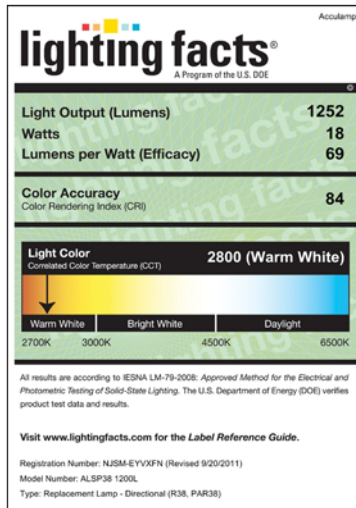 Acculamp
lighting facts®
A Program of the U.S. DOE
Light Output (Lumens) 1252
Watts 18
Lumens per Watt (Efficacy) 69
Color Accuracy 84
Color Rendering Index (CRI)
Light Color 2800 (Warm White)
Correlated Color Temperature (CCT)
Warm White Bright White Daylight
2700K 3000K 4500K 6500K
All results are according to IESNA LM-79-2008: Approved Method for the Electrical and
Photometric Testing of Solid-State Lighting. The U.S. Department of Energy (DOE) verifies
product test data and results.
Visit www.lightingfacts.com for the Label Reference Guide.
Registration Number: NJSM-EYVXFN (Revised 9/20/2011)
Model Number: ALSP38 1200L
Type: Replacement Lamp - Directional (R38, PAR38)